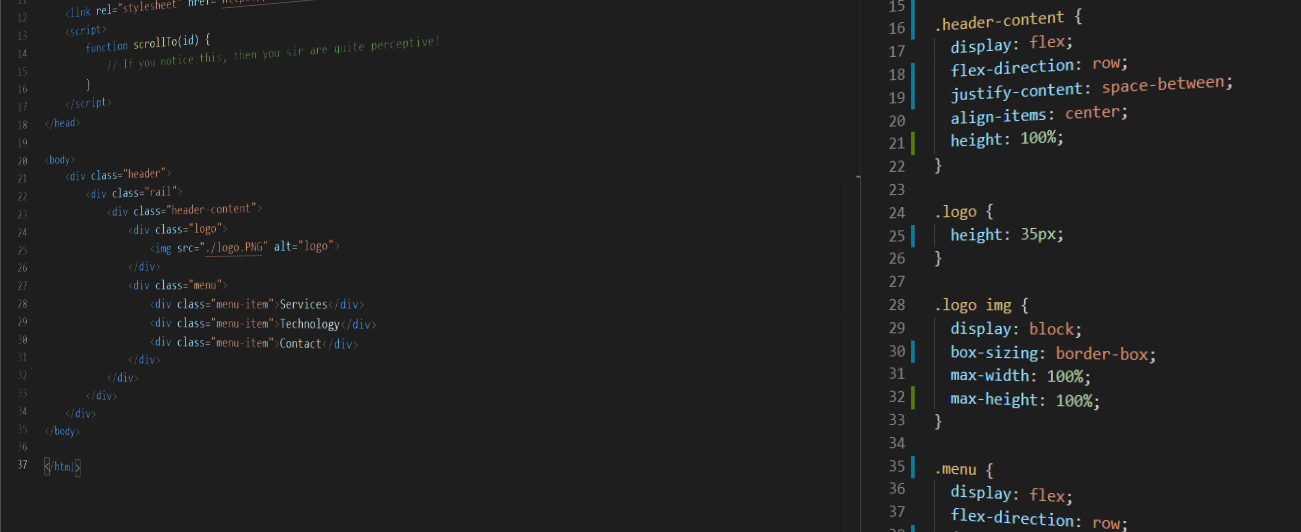 11
12 <link rel="stylesheet" href=
13 <script>
14 function scrollTo(id) {
15 // If you notice this, then you sir are quite perceptive!
16 }
17 </script>
18 </head>
19
20 <body>
21 <div class="header">
22 <div class="rail">
23 <div class="header-content">
24 <div class="logo">
25 <img src="./logo.PNG" alt="logo">
26 </div>
27 <div class="menu">
28 <div class="menu-item">Services</div>
29 <div class="menu-item">Technology</div>
30 <div class="menu-item">Contact</div>
31 </div>
32 </div>
33 </div>
34 </div>
35 </body>
36
37 </html>
15
16 .header-content {
17 display: flex;
18 flex-direction: row;
19 justify-content: space-between;
20 align-items: center;
21 height: 100%;
22 }
23
24 .logo {
25 height: 35px;
26 }
27
28 .logo img {
29 display: block;
30 box-sizing: border-box;
31 max-width: 100%;
32 max-height: 100%;
33 }
34
35 .menu {
36 display: flex;
37 flex-direction: row;